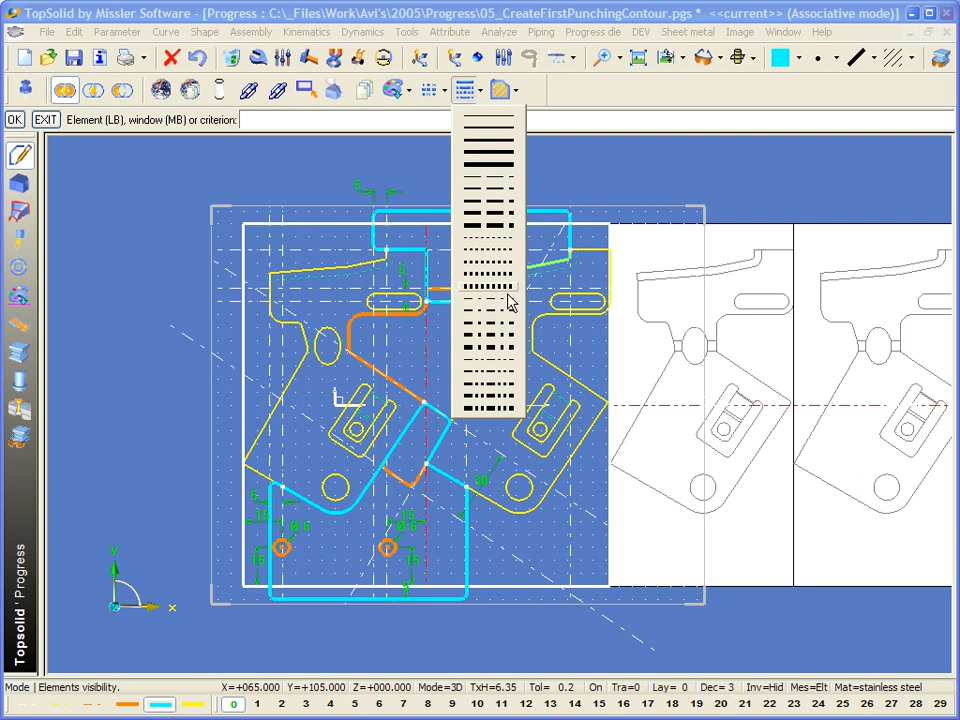 TopSolid by Missler Software - [Progress : C:\_Files\Work\Avi's\2005\Progress\05_CreateFirstPunchingContour.pgs *  <<current>> (Associative mode)]
File Edit Parameter Curve Shape Assembly Kinematics Dynamics Tools Attribute Analyze Piping Progress die DEV Sheet metal Image Window Help
OK EXIT Element (LB), window (MB) or criterion:
5
5
30
5
15
Ø6
15
Ø6
15
15
y
x
z
Topsolid'Progress
Mode | Elements visibility. X=+065.000 Y=+105.000 Z=+000.000 Mode=3D TxH=6.35 Tol= 0.2 On Tra=0 Lay= 0 Dec= 3 Inv=Hid Mes=Elt Mat=stainless steel
0 1 2 3 4 5 6 7 8 9 10 11 12 13 14 15 16 17 18 19 20 21 22 23 24 25 26 27 28 29